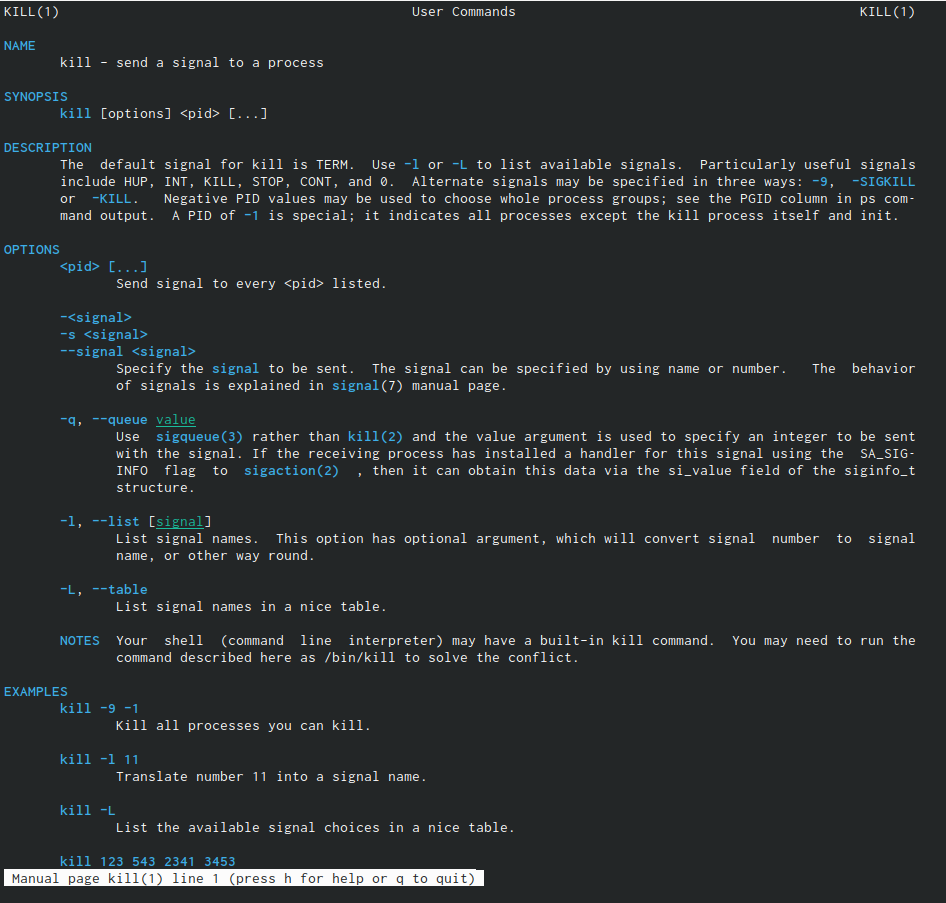 KILL(1) User Commands KILL(1)
NAME
kill - send a signal to a process
SYNOPSIS
kill [options] <pid> [...]
DESCRIPTION
The default signal for kill is TERM. Use -l or -L to list available signals. Particularly useful signals
include HUP, INT, KILL, STOP, CONT, and 0. Alternate signals may be specified in three ways: -9, -SIGKILL
or -KILL. Negative PID values may be used to choose whole process groups; see the PGID column in ps com-
mand output. A PID of -1 is special; it indicates all processes except the kill process itself and init.
OPTIONS
<pid> [...]
Send signal to every <pid> listed.
-<signal>
-s <signal>
--signal <signal>
Specify the signal to be sent. The signal can be specified by using name or number. The behavior
of signals is explained in signal(7) manual page.
-q, --queue value
Use sigqueue(3) rather than kill(2) and the value argument is used to specify an integer to be sent
with the signal. If the receiving process has installed a handler for this signal using the SA_SIG-
INFO flag to sigaction(2) , then it can obtain this data via the si_value field of the siginfo_t
structure.
-l, --list [signal]
List signal names. This option has optional argument, which will convert signal number to signal
name, or other way round.
-L, --table
List signal names in a nice table.
NOTES Your shell (command line interpreter) may have a built-in kill command. You may need to run the
command described here as /bin/kill to solve the conflict.
EXAMPLES
kill -9 -1
Kill all processes you can kill.
kill -l 11
Translate number 11 into a signal name.
kill -L
List the available signal choices in a nice table.
kill 123 543 2341 3453
Manual page kill(1) line 1 (press h for help or q to quit)